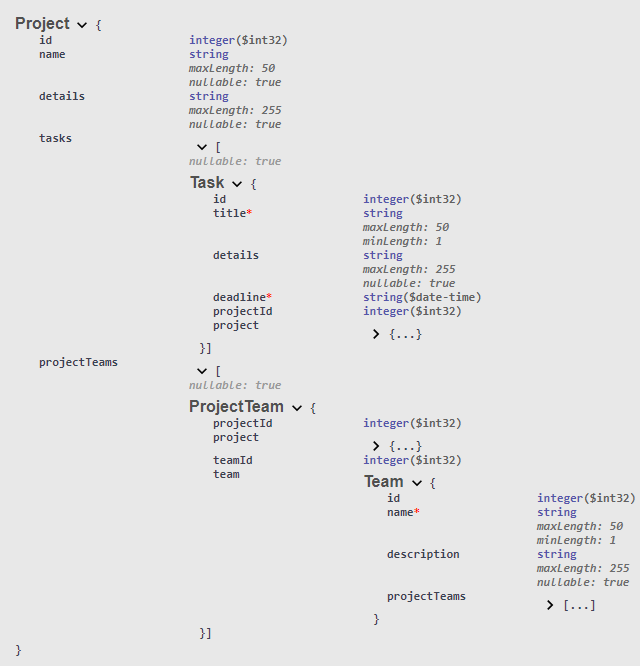 Project {
id integer($int32)
name string
maxLength: 50
nullable: true
details string
maxLength: 255
nullable: true
tasks [
nullable: true
Task {
id integer($int32)
title* string
maxLength: 50
minLength: 1
details string
maxLength: 255
nullable: true
deadline* string($date-time)
projectId integer($int32)
project {...}
}]
projectTeams [
nullable: true
ProjectTeam {
projectId integer($int32)
project {...}
teamId integer($int32)
team Team {
id integer($int32)
name* string
maxLength: 50
minLength: 1
description string
maxLength: 255
nullable: true
projectTeams [...]
}
}]
}